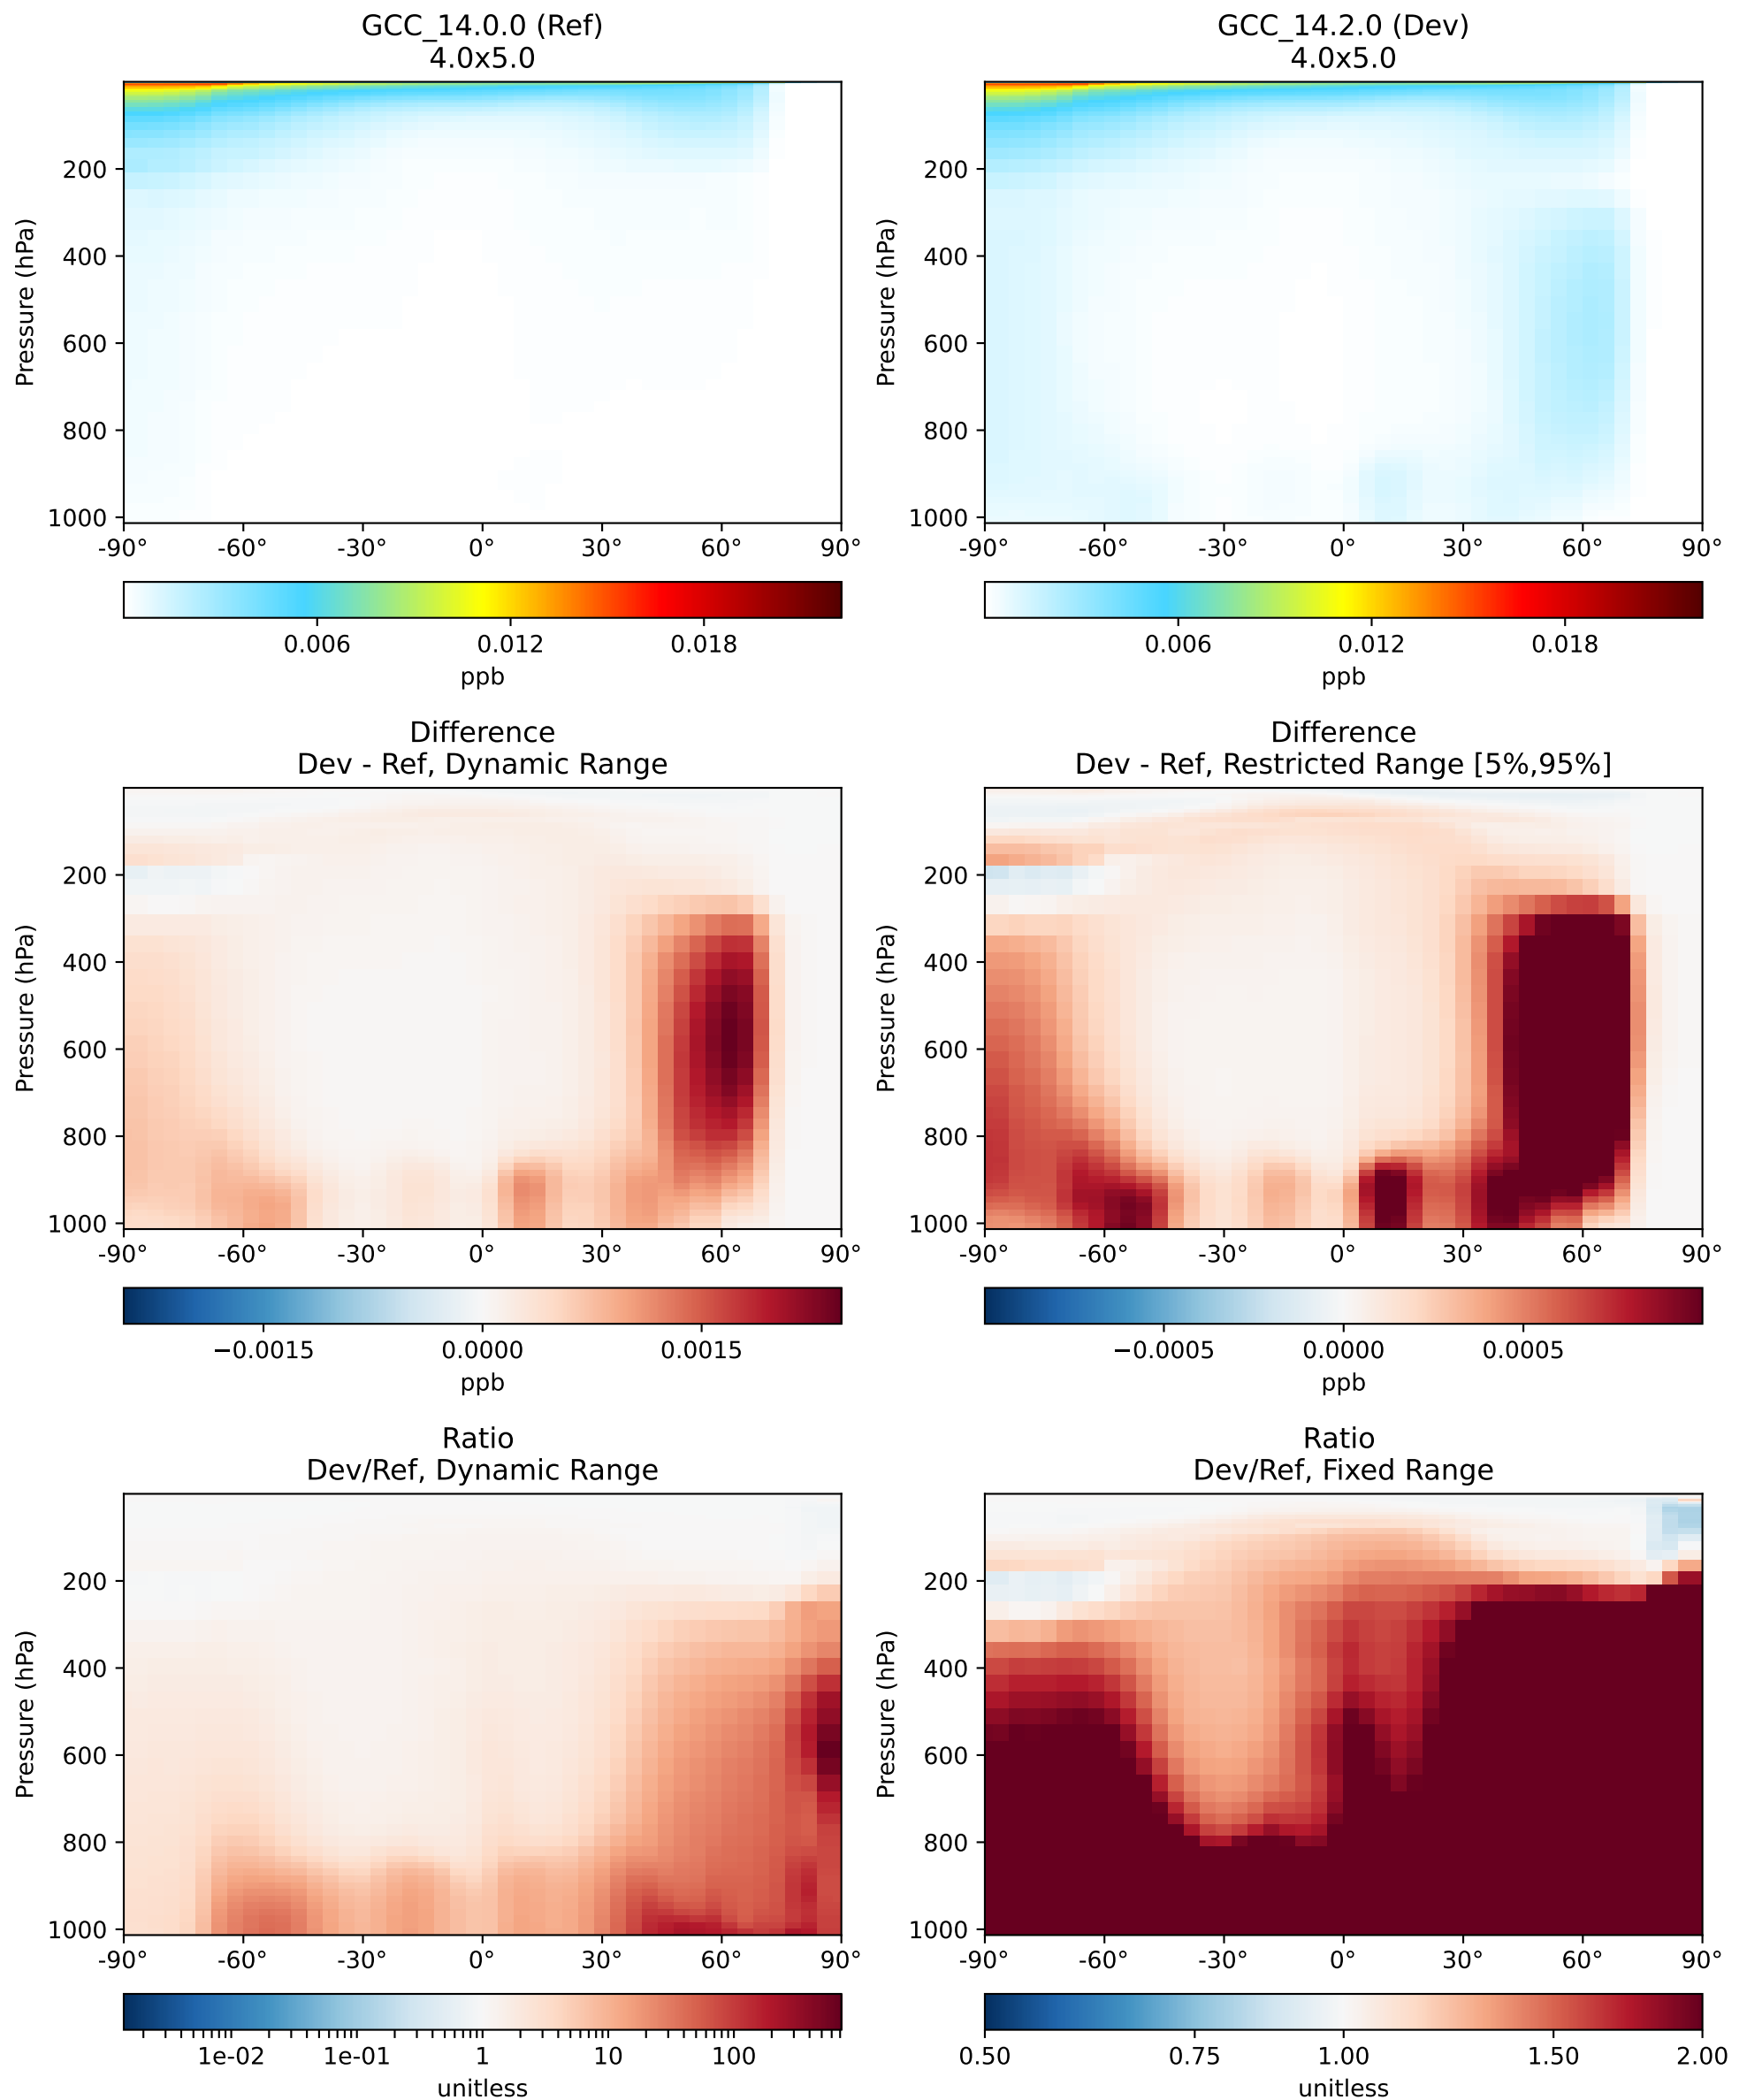 GCC_14.0.0 (Ref)
4.0x5.0
Pressure (hPa)
200
400
600
800
1000
-90° -60° -30° 0° 30° 60° 90°
0.006 0.012 0.018
ppb
GCC_14.2.0 (Dev)
4.0x5.0
Pressure (hPa)
200
400
600
800
1000
-90° -60° -30° 0° 30° 60° 90°
0.006 0.012 0.018
ppb
Difference
Dev - Ref, Dynamic Range
Pressure (hPa)
200
400
600
800
1000
-90° -60° -30° 0° 30° 60° 90°
−0.0015 0.0000 0.0015
ppb
Difference
Dev - Ref, Restricted Range [5%,95%]
Pressure (hPa)
200
400
600
800
1000
-90° -60° -30° 0° 30° 60° 90°
−0.0005 0.0000 0.0005
ppb
Ratio
Dev/Ref, Dynamic Range
Pressure (hPa)
200
400
600
800
1000
-90° -60° -30° 0° 30° 60° 90°
1e-02 1e-01 1 10 100
unitless
Ratio
Dev/Ref, Fixed Range
Pressure (hPa)
200
400
600
800
1000
-90° -60° -30° 0° 30° 60° 90°
0.50 0.75 1.00 1.50 2.00
unitless